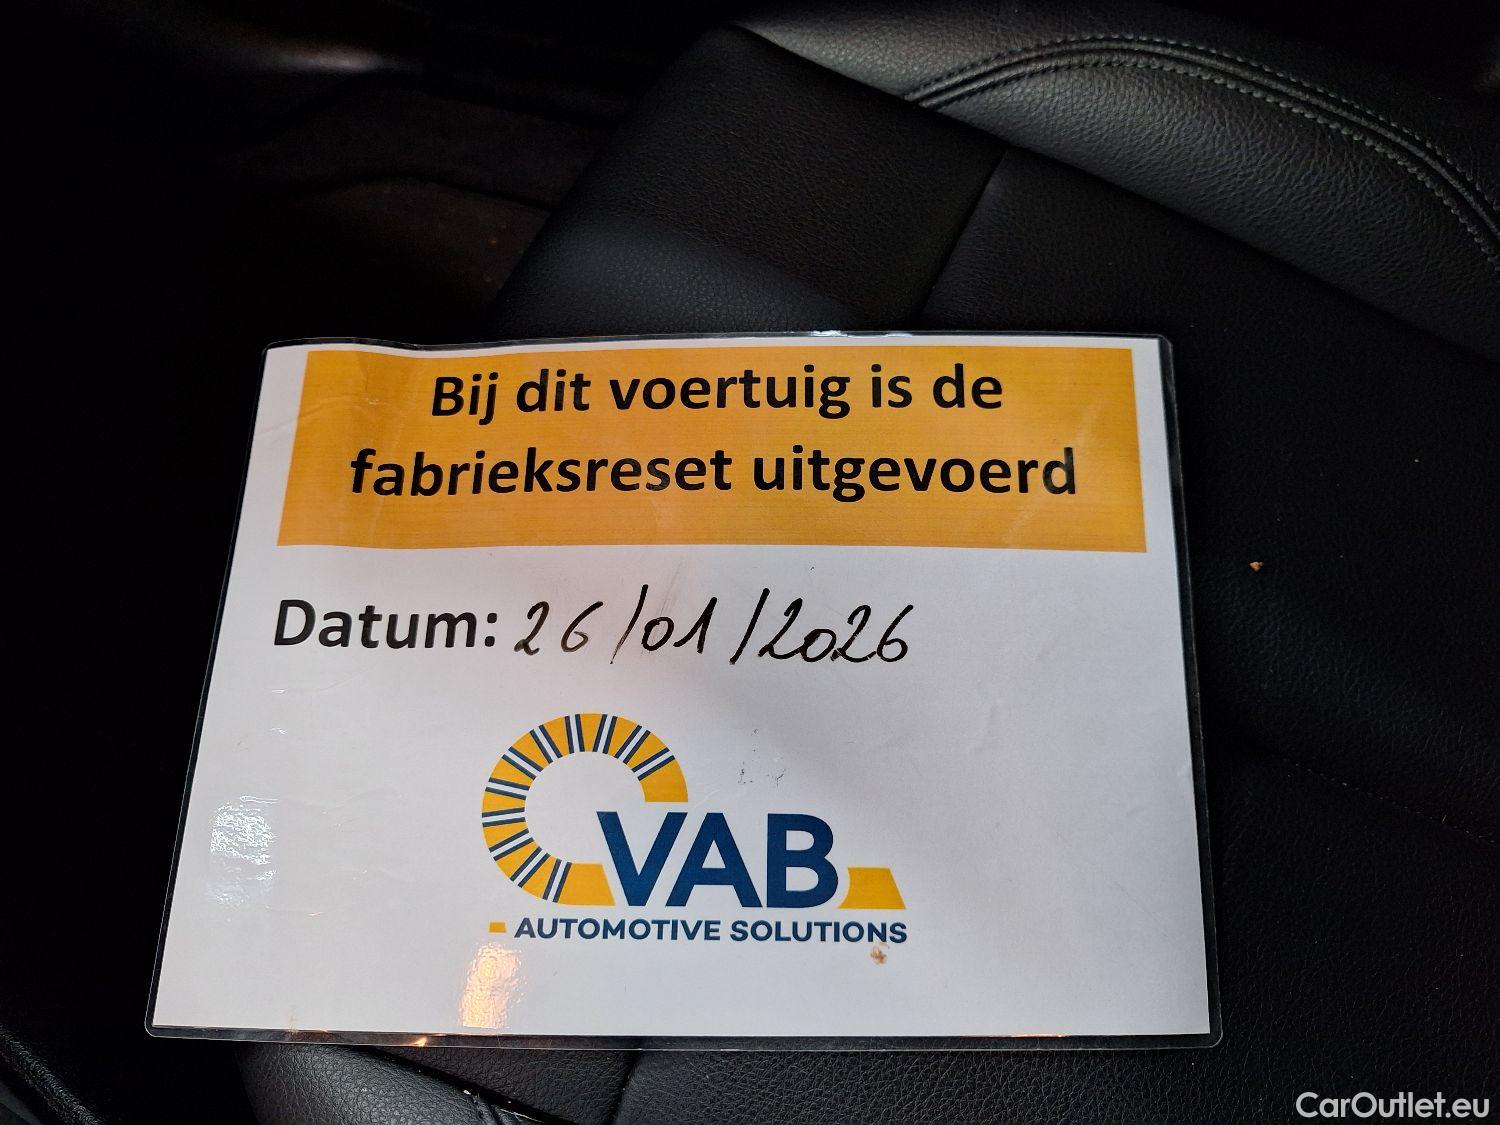 Bij dit voertuig is de
fabrieksreset uitgevoerd
Datum: 26/01/2026
VAB
AUTOMOTIVE SOLUTIONS
CarOutlet.eu